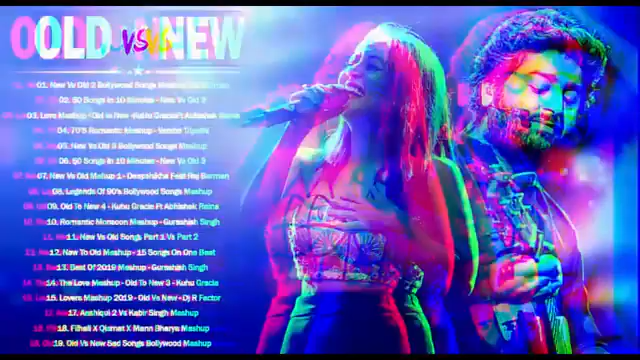 OLD VS NEW
01. New Vs Old 2 Bollywood Songs Mashup
02. 50 Songs in 10 Minutes - New Vs Old 2
03. Love Mashup - Old to New - Kuhu Gracia Ft Abhishek Raina
04. 70'S Romantic Mashup -
05. New Vs Old 3 Bollywood Songs Mashup
06. 50 Songs in 10 Minutes - New Vs Old 3
07. New Vs Old Mashup 1 - Deepshikha Feat Raj Barman
08. Legends Of 90's Bollywood Songs Mashup
09. Old To New 4 - Kuhu Gracia Ft Abhishek Raina
10. Romantic Monsoon Mashup - Gurashish Singh
11. New Vs Old Songs Part 1 Vs Part 2
12. New To Old Mashup - 15 Songs On One Beat
13. Best Of 2019 Mashup - Gurashish Singh
14. The Love Mashup - Old To New 3 - Kuhu Gracia
15. Lovers Mashup 2019 - Old Vs New - Dj R Factor
17. Aashiqui 2 Vs Kabir Singh Mashup
18. Filhall X Qismat X Mann Bharya Mashup
19. Old Vs New Sad Songs Bollywood Mashup